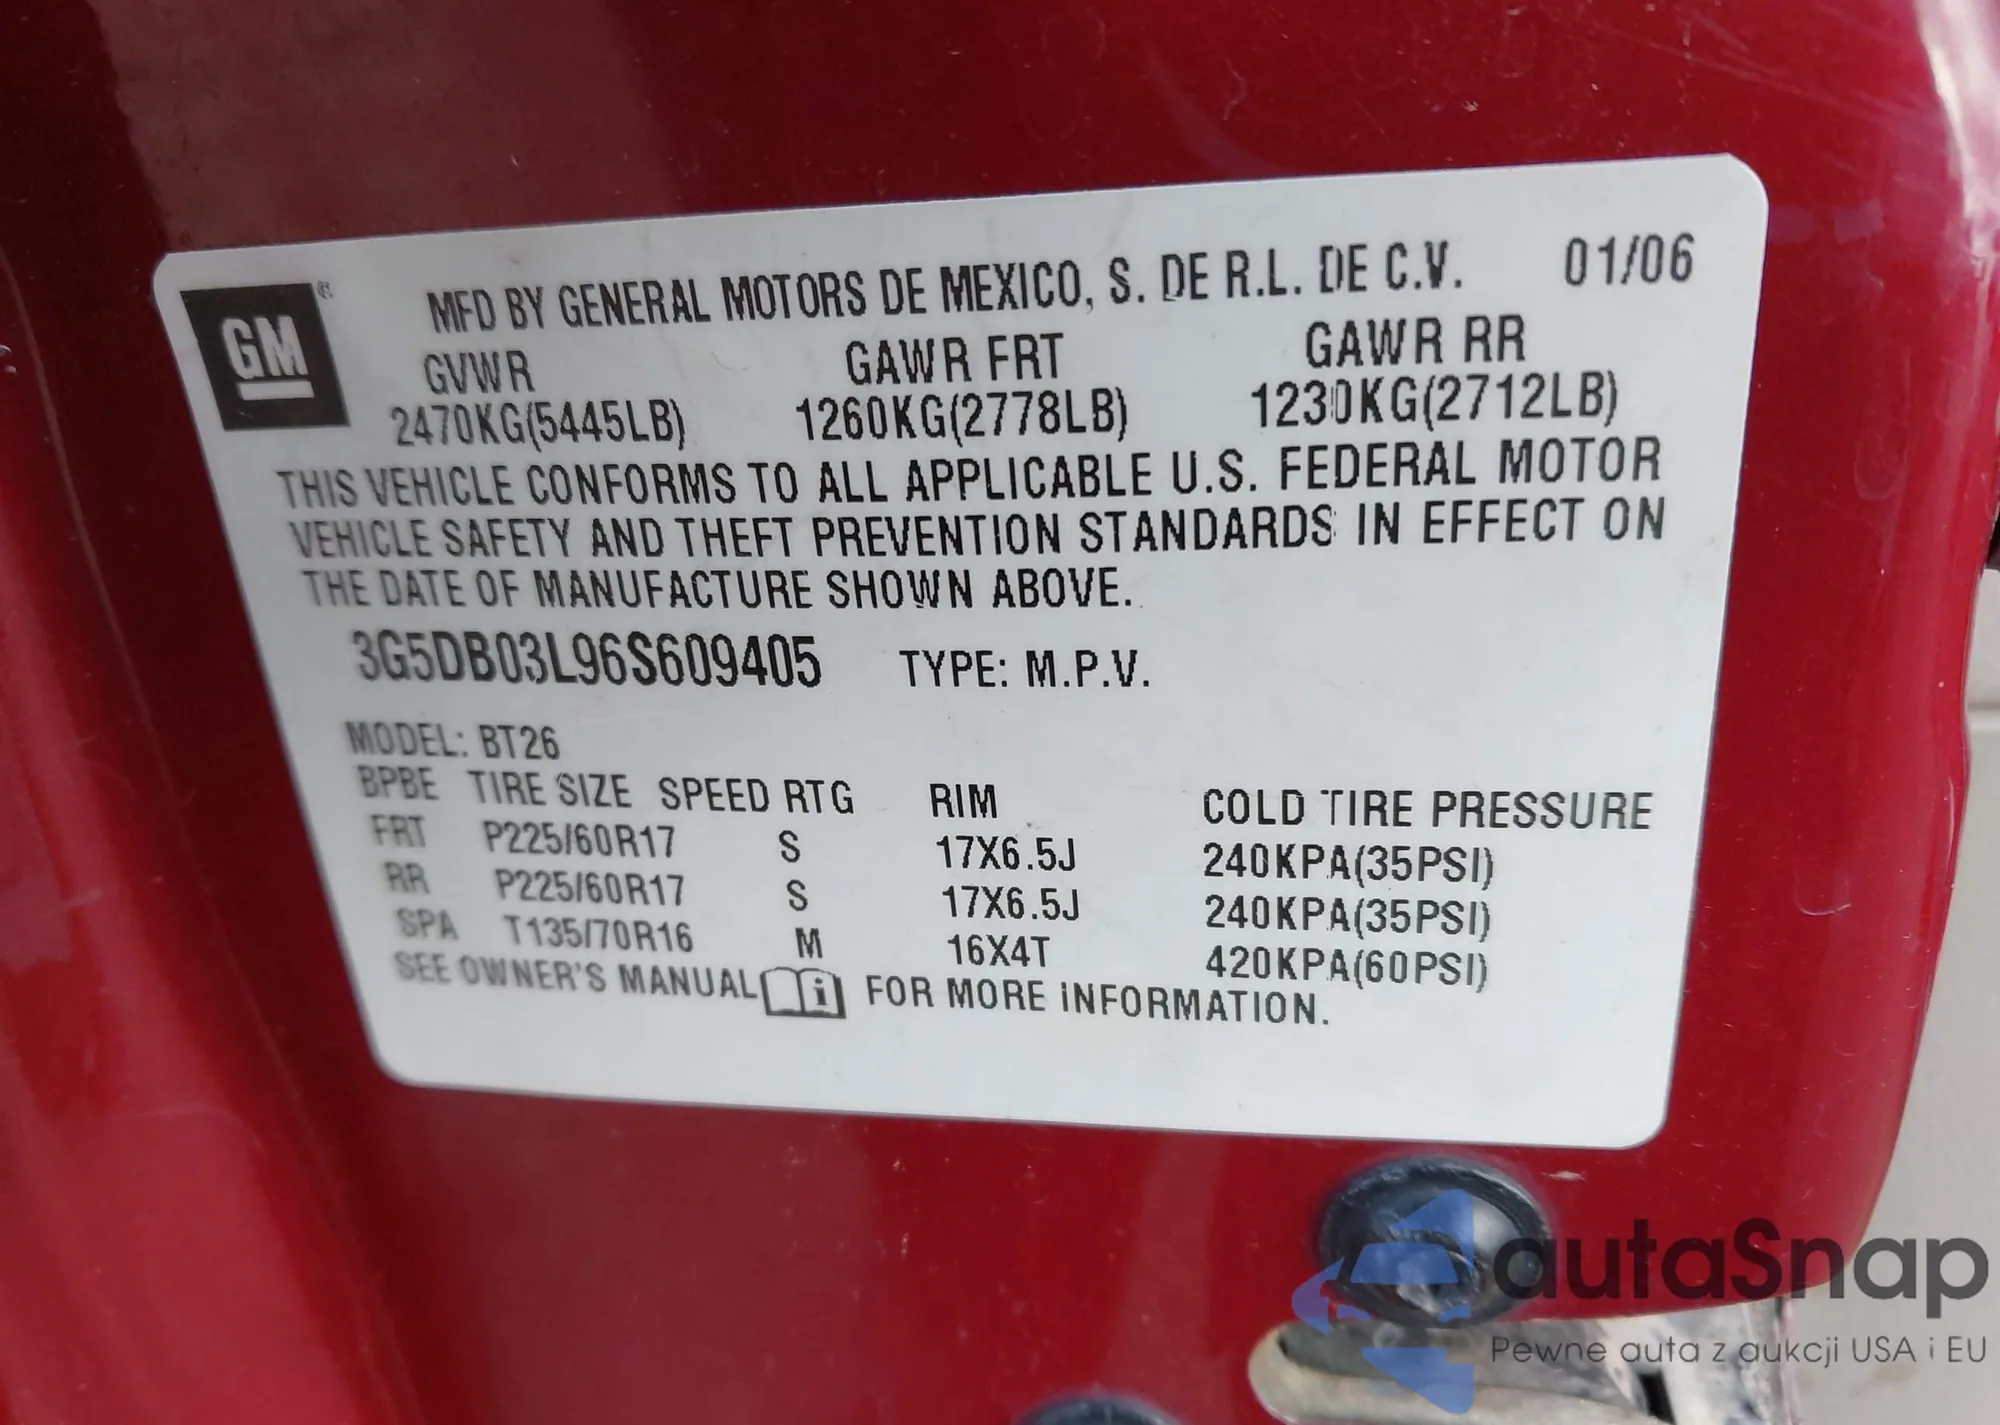 GM ®
MFD BY GENERAL MOTORS DE MEXICO, S. DE R.L. DE C.V. 01/06
GVWR GAWR FRT GAWR RR
2470KG(5445LB) 1260KG(2778LB) 1230KG(2712LB)
THIS VEHICLE CONFORMS TO ALL APPLICABLE U.S. FEDERAL MOTOR
VEHICLE SAFETY AND THEFT PREVENTION STANDARDS IN EFFECT ON
THE DATE OF MANUFACTURE SHOWN ABOVE.
3G5DB03L96S609405 TYPE: M.P.V.
MODEL: BT26
BPBE TIRE SIZE SPEED RTG RIM COLD TIRE PRESSURE
FRT P225/60R17 S 17X6.5J 240KPA(35PSI)
RR P225/60R17 S 17X6.5J 240KPA(35PSI)
SPA T135/70R16 M 16X4T 420KPA(60PSI)
SEE OWNER'S MANUAL i FOR MORE INFORMATION.
autaSnap
Pewne auta z aukcji USA i EU